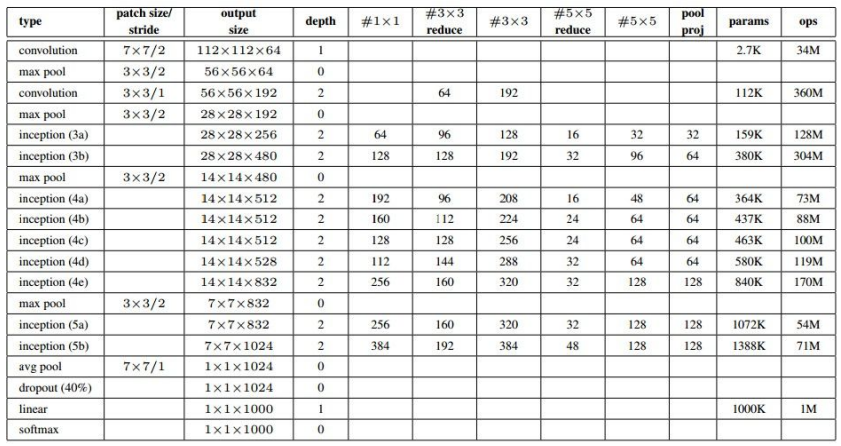 type patch size/ stride output size depth #1×1 #3×3 reduce #3×3 #5×5 reduce #5×5 pool proj params ops
convolution 7×7/2 112×112×64 1 2.7K 34M
max pool 3×3/2 56×56×64 0
convolution 3×3/1 56×56×192 2 64 192 112K 360M
max pool 3×3/2 28×28×192 0
inception (3a) 28×28×256 2 64 96 128 16 32 32 159K 128M
inception (3b) 28×28×480 2 128 128 192 32 96 64 380K 304M
max pool 3×3/2 14×14×480 0
inception (4a) 14×14×512 2 192 96 208 16 48 64 364K 73M
inception (4b) 14×14×512 2 160 112 224 24 64 64 437K 88M
inception (4c) 14×14×512 2 128 128 256 24 64 64 463K 100M
inception (4d) 14×14×528 2 112 144 288 32 64 64 580K 119M
inception (4e) 14×14×832 2 256 160 320 32 128 128 840K 170M
max pool 3×3/2 7×7×832 0
inception (5a) 7×7×832 2 256 160 320 32 128 128 1072K 54M
inception (5b) 7×7×1024 2 384 192 384 48 128 128 1388K 71M
avg pool 7×7/1 1×1×1024 0
dropout (40%) 1×1×1024 0
linear 1×1×1000 1 1000K 1M
softmax 1×1×1000 0